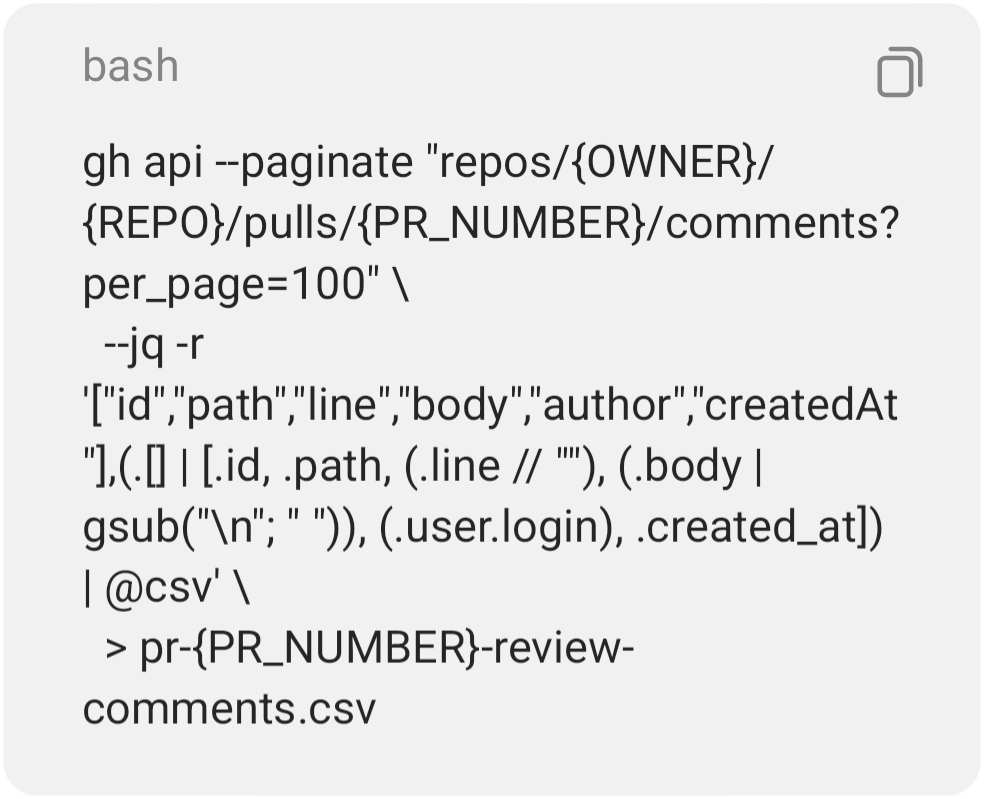 bash
gh api --paginate "repos/{OWNER}/
{REPO}/pulls/{PR_NUMBER}/comments?
per_page=100" \
  --jq -r
'["id","path","line","body","author","createdAt
"],(.[] | [.id, .path, (.line // ""), (.body |
gsub("\n"; " ")), (.user.login), .created_at])
| @csv' \
  > pr-{PR_NUMBER}-review-
comments.csv